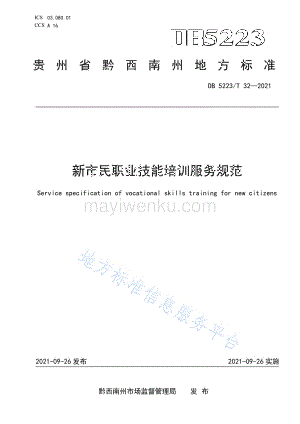 ICS 03.080.01
CCS A 16
DB5223
贵州省黔西南州地方标准
DB 5223/T 32—2021
新市民职业技能培训服务规范
Service specification of vocational skills training for new citizens
mayiwenku.com
地方标准信息服务平台
2021-09-26 发布
2021-09-26 实施
黔西南州市场监督管理局 发 布